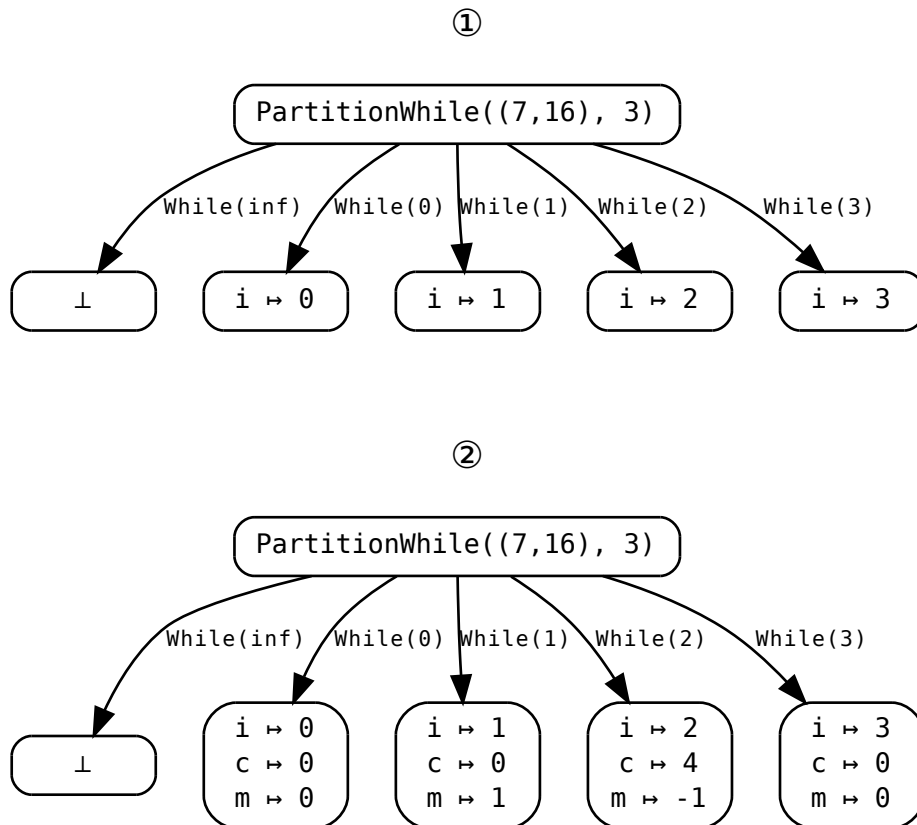 ①
PartitionWhile((7,16), 3)
While(inf) While(0) While(1) While(2) While(3)
⊥ i ↦ 0 i ↦ 1 i ↦ 2 i ↦ 3
②
PartitionWhile((7,16), 3)
While(inf) While(0) While(1) While(2) While(3)
⊥
i ↦ 0
c ↦ 0
m ↦ 0
i ↦ 1
c ↦ 0
m ↦ 1
i ↦ 2
c ↦ 4
m ↦ -1
i ↦ 3
c ↦ 0
m ↦ 0